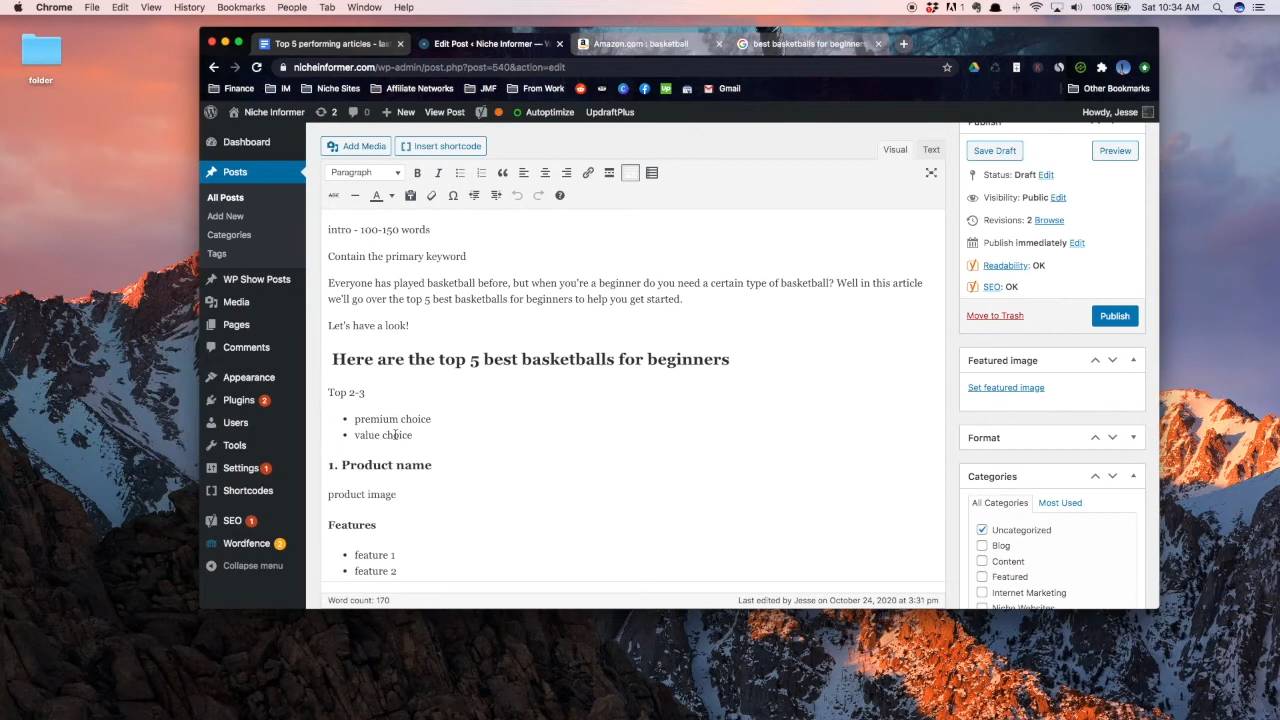 Chrome File Edit View History Bookmarks People Tab Window Help
1 100% Sat 10:34 AM
folder
Top 5 performing articles - las
Edit Post ‹ Niche Informer — W
Amazon.com : basketball
best basketballs for beginners
nicheinformer.com/wp-admin/post.php?post=540&action=edit
Finance IM Niche Sites Affiliate Networks JMF From Work Gmail Other Bookmarks
Niche Informer 2 0 New View Post Autoptimize UpdraftPlus Howdy, Jesse
Dashboard
Posts
All Posts
Add New
Categories
Tags
WP Show Posts
Media
Pages
Comments
Appearance
Plugins 2
Users
Tools
Settings 1
Shortcodes
SEO 1
Wordfence 2
Collapse menu
Add Media Insert shortcode Visual Text
Paragraph
intro - 100-150 words
Contain the primary keyword
Everyone has played basketball before, but when you're a beginner do you need a certain type of basketball? Well in this article
we'll go over the top 5 best basketballs for beginners to help you get started.
Let's have a look!
Here are the top 5 best basketballs for beginners
Top 2-3
premium choice
value choice
1. Product name
product image
Features
feature 1
feature 2
Word count: 170 Last edited by Jesse on October 24, 2020 at 3:31 pm
Publish
Save Draft Preview
Status: Draft Edit
Visibility: Public Edit
Revisions: 2 Browse
Publish immediately Edit
Readability: OK
SEO: OK
Move to Trash Publish
Featured image
Set featured image
Format
Categories
All Categories Most Used
Uncategorized
Blog
Content
Featured
Internet Marketing
Niche Websites